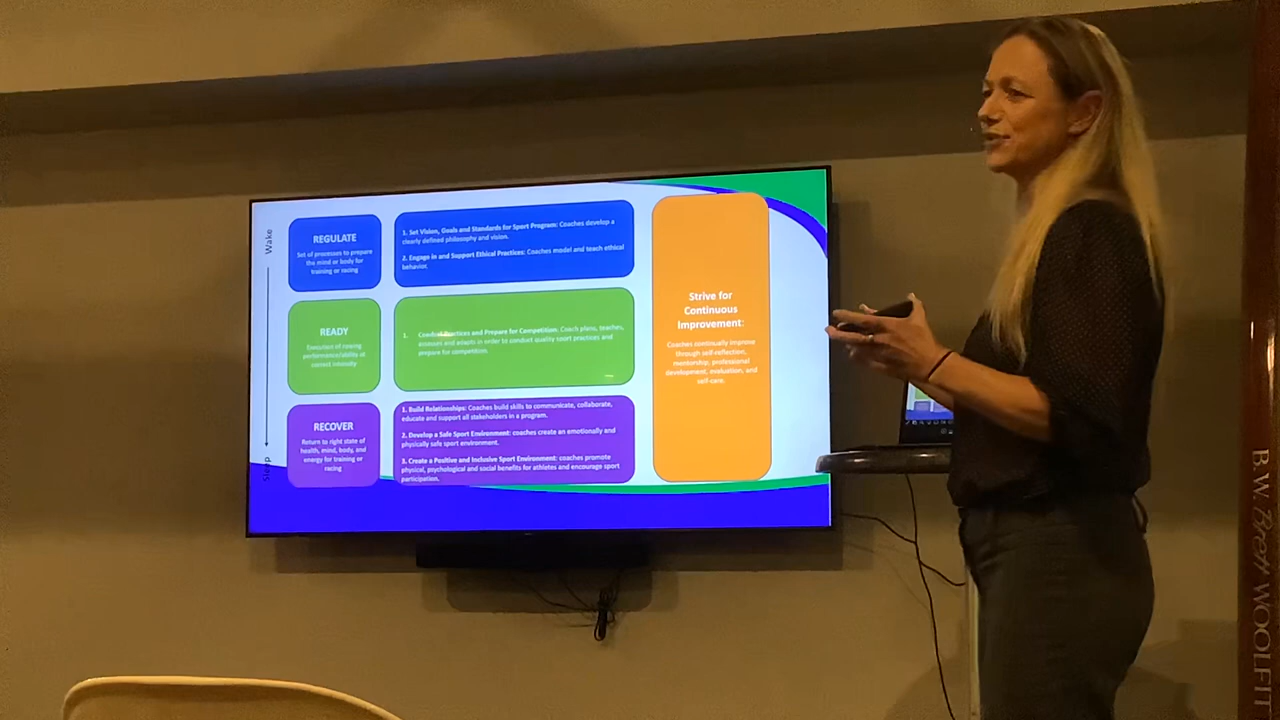 Wake
Sleep
REGULATE
Set of processes to prepare
the mind or body for
training or racing
1. Set Vision, Goals and Standards for Sport Program: Coaches develop a
clearly defined philosophy and vision.
2. Engage in and Support Ethical Practices: Coaches model and teach ethical
behavior.
READY
Execution of racing
performance/ability at
correct intensity
1. Conduct Practices and Prepare for Competition: Coach plans, teaches,
assesses and adapts in order to conduct quality sport practices and
prepare for competition.
RECOVER
Return to right state of
health, mind, body, and
energy for training or
racing
1. Build Relationships: Coaches build skills to communicate, collaborate,
educate and support all stakeholders in a program.
2. Develop a Safe Sport Environment: coaches create an emotionally and
physically safe sport environment.
3. Create a Positive and Inclusive Sport Environment: coaches promote
physical, psychological and social benefits for athletes and encourage sport
participation.
Strive for
Continuous
Improvement:
Coaches continually improve
through self-reflection,
mentorship, professional
development, evaluation, and
self-care.
B.W. Brett WOOLFIT